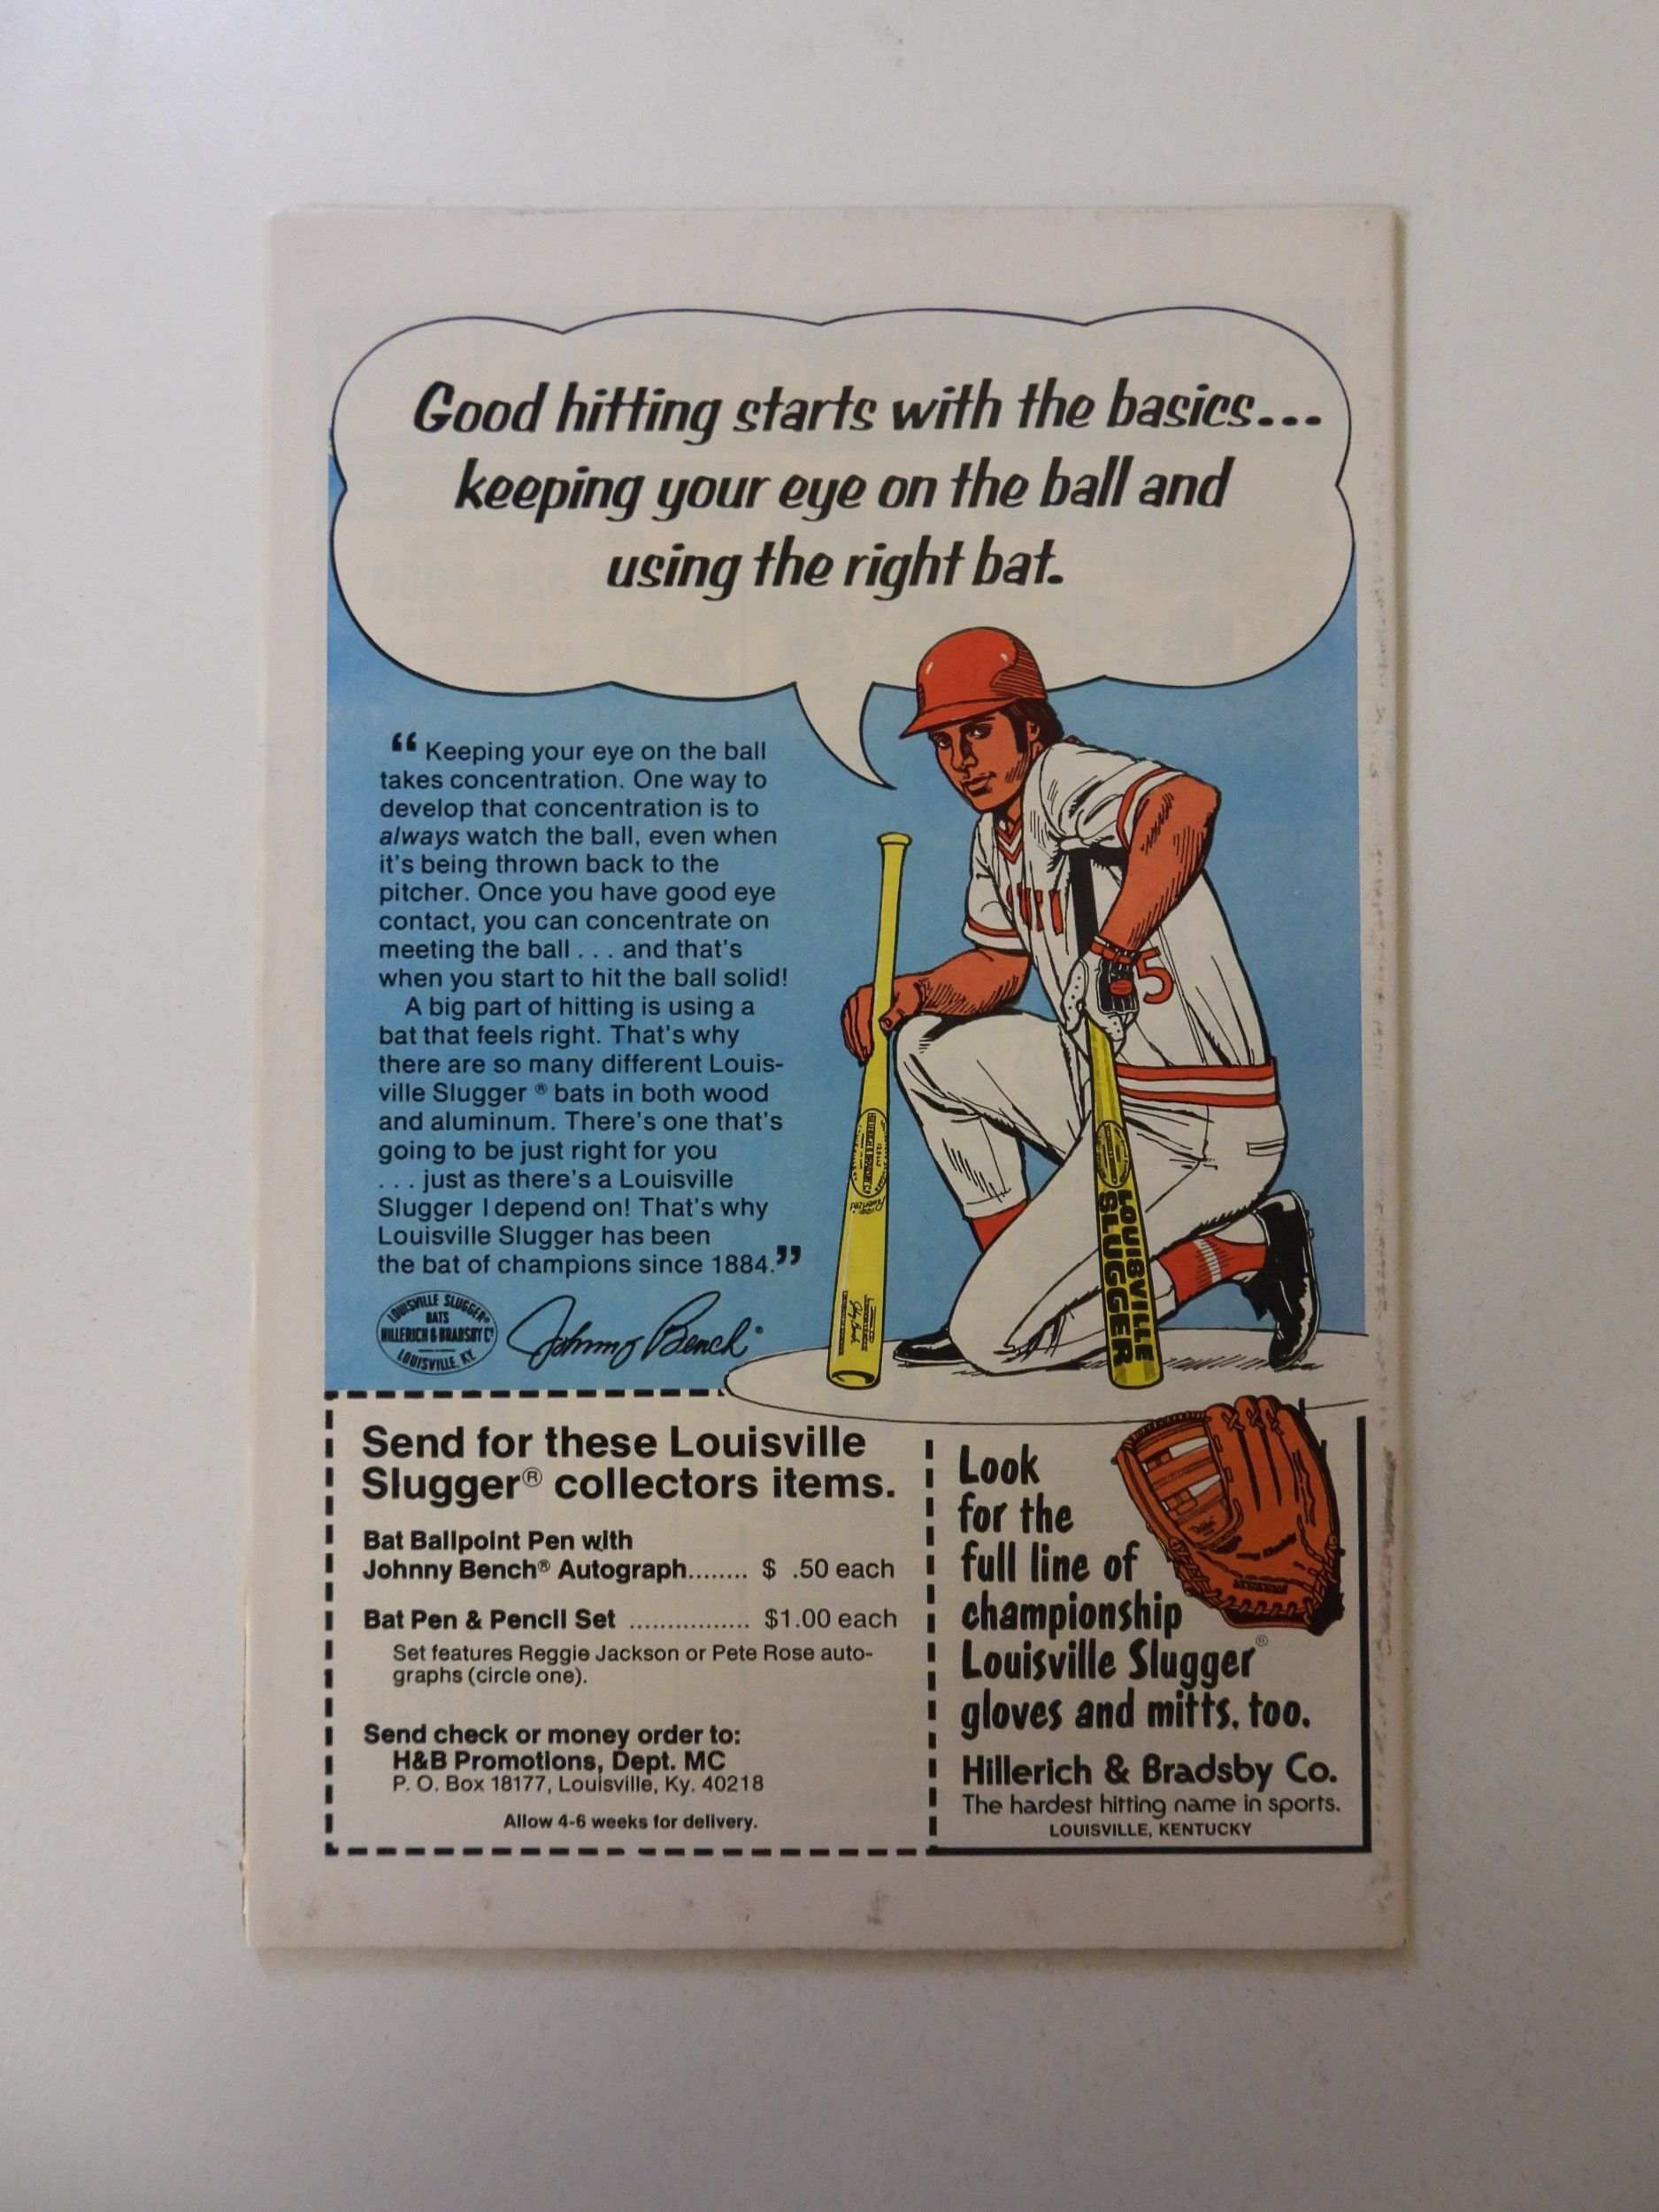 Good hitting starts with the basics...
keeping your eye on the ball and
using the right bat.
“ Keeping your eye on the ball
takes concentration. One way to
develop that concentration is to
always watch the ball, even when
it's being thrown back to the
pitcher. Once you have good eye
contact, you can concentrate on
meeting the ball . . . and that's
when you start to hit the ball solid!
A big part of hitting is using a
bat that feels right. That's why
there are so many different Louis-
ville Slugger ® bats in both wood
and aluminum. There's one that's
going to be just right for you
. . . just as there's a Louisville
Slugger I depend on! That's why
Louisville Slugger has been
the bat of champions since 1884.”
LOUISVILLE SLUGGER®
BATS
HILLERICH & BRADSBY Cº
LOUISVILLE, KY.
Johnny Bench
5
LOUISVILLE
SLUGGER
Send for these Louisville
Slugger® collectors items.
Bat Ballpoint Pen with
Johnny Bench® Autograph........ $ .50 each
Bat Pen & Pencil Set ................ $1.00 each
Set features Reggie Jackson or Pete Rose auto-
graphs (circle one).
Send check or money order to:
H&B Promotions, Dept. MC
P. O. Box 18177, Louisville, Ky. 40218
Allow 4-6 weeks for delivery.
Look
for the
full line of
championship
Louisville Slugger®
gloves and mitts, too.
Hillerich & Bradsby Co.
The hardest hitting name in sports.
LOUISVILLE, KENTUCKY